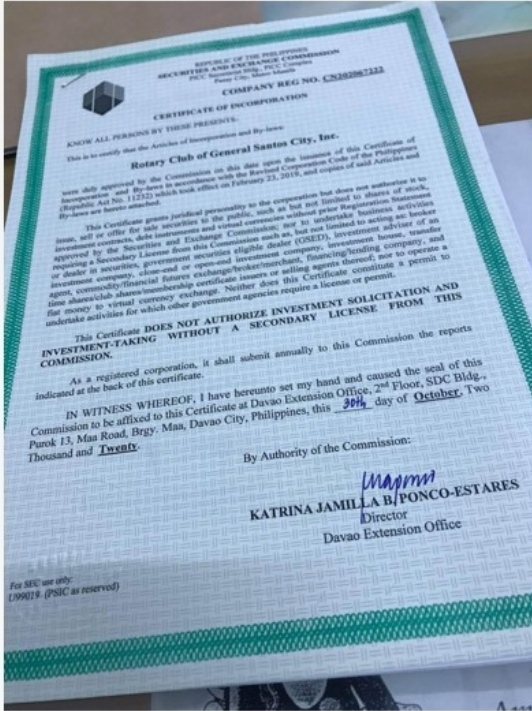 REPUBLIC OF THE PHILIPPINES
SECURITIES AND EXCHANGE COMMISSION
PICC Secretariat Bldg., PICC Complex
Pasay City, Metro Manila
COMPANY REG NO. CN202067222
CERTIFICATE OF INCORPORATION
KNOW ALL PERSONS BY THESE PRESENTS:
This is to certify that the Articles of Incorporation and By-laws:
Rotary Club of General Santos City, Inc.
were duly approved by the Commission on this date upon the issuance of this Certificate of
Incorporation and By-laws in accordance with the Revised Corporation Code of the Philippines
(Republic Act No. 11232) which took effect on February 23, 2019, and copies of said Articles and
By-laws are hereto attached.
This Certificate grants juridical personality to the corporation but does not authorize it to
issue, sell or offer for sale securities to the public, such as but not limited to shares of stock,
investment contracts, debt instruments and virtual currencies without prior Registration Statement
approved by the Securities and Exchange Commission; nor to undertake business activities
requiring a Secondary License from this Commission such as, but not limited to acting as: broker
or dealer in securities, government securities eligible dealer (GSED), investment adviser of an
investment company, close-end or open-end investment company, investment house, transfer
agent, commodity/financial futures exchange/broker/merchant, financing/lending company, and
time shares/club shares/membership certificate issuers or selling agents thereof; nor to operate a
fiat money to virtual currency exchange. Neither does this Certificate constitute a permit to
undertake activities for which other government agencies require a license or permit.
This Certificate DOES NOT AUTHORIZE INVESTMENT SOLICITATION AND
INVESTMENT-TAKING WITHOUT A SECONDARY LICENSE FROM THIS
COMMISSION.
As a registered corporation, it shall submit annually to this Commission the reports
indicated at the back of this certificate.
IN WITNESS WHEREOF, I have hereunto set my hand and caused the seal of this
Commission to be affixed to this Certificate at Davao Extension Office, 2nd Floor, SDC Bldg.,
Purok 13, Maa Road, Brgy. Maa, Davao City, Philippines, this 30th day of October, Two
Thousand and Twenty.
By Authority of the Commission:
KATRINA JAMILLA B. PONCO-ESTARES
Director
Davao Extension Office
For SEC use only:
U99019. (PSIC as reserved)